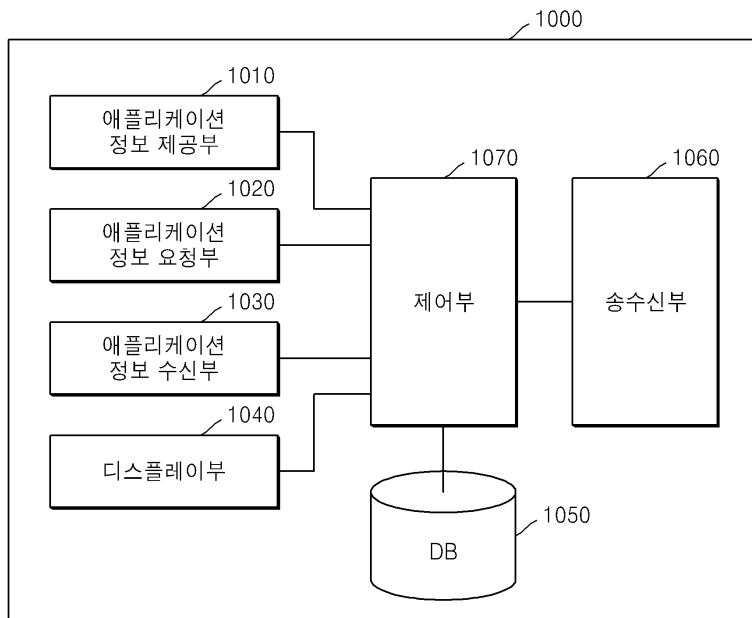 1000
1010
애플리케이션
정보 제공부
1020
애플리케이션
정보 요청부
1030
애플리케이션
정보 수신부
1040
디스플레이부
1070
제어부
1060
송수신부
1050
DB